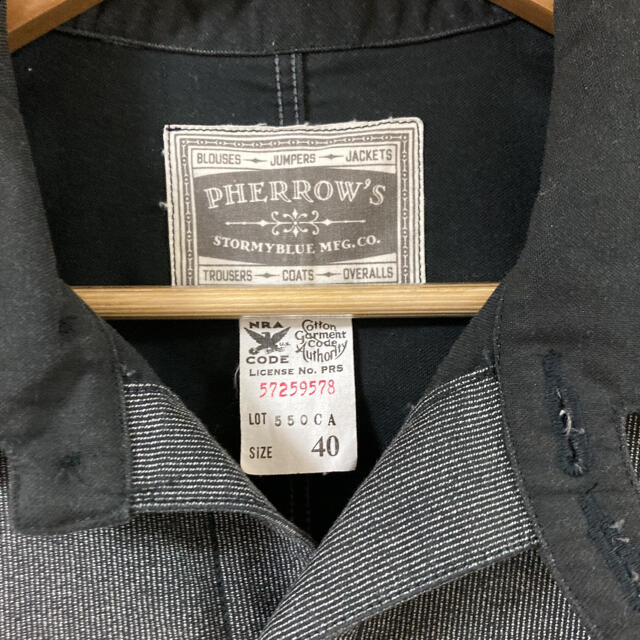 BLOUSES JUMPERS JACKETS
PHERROW'S
STORMYBLUE MFG.CO.
TROUSERS COATS OVERALLS
NRA
U.S.
CODE
Cotton
Garment
Code
Authority
LICENSE No. PRS
57259578
LOT 550CA
SIZE 40